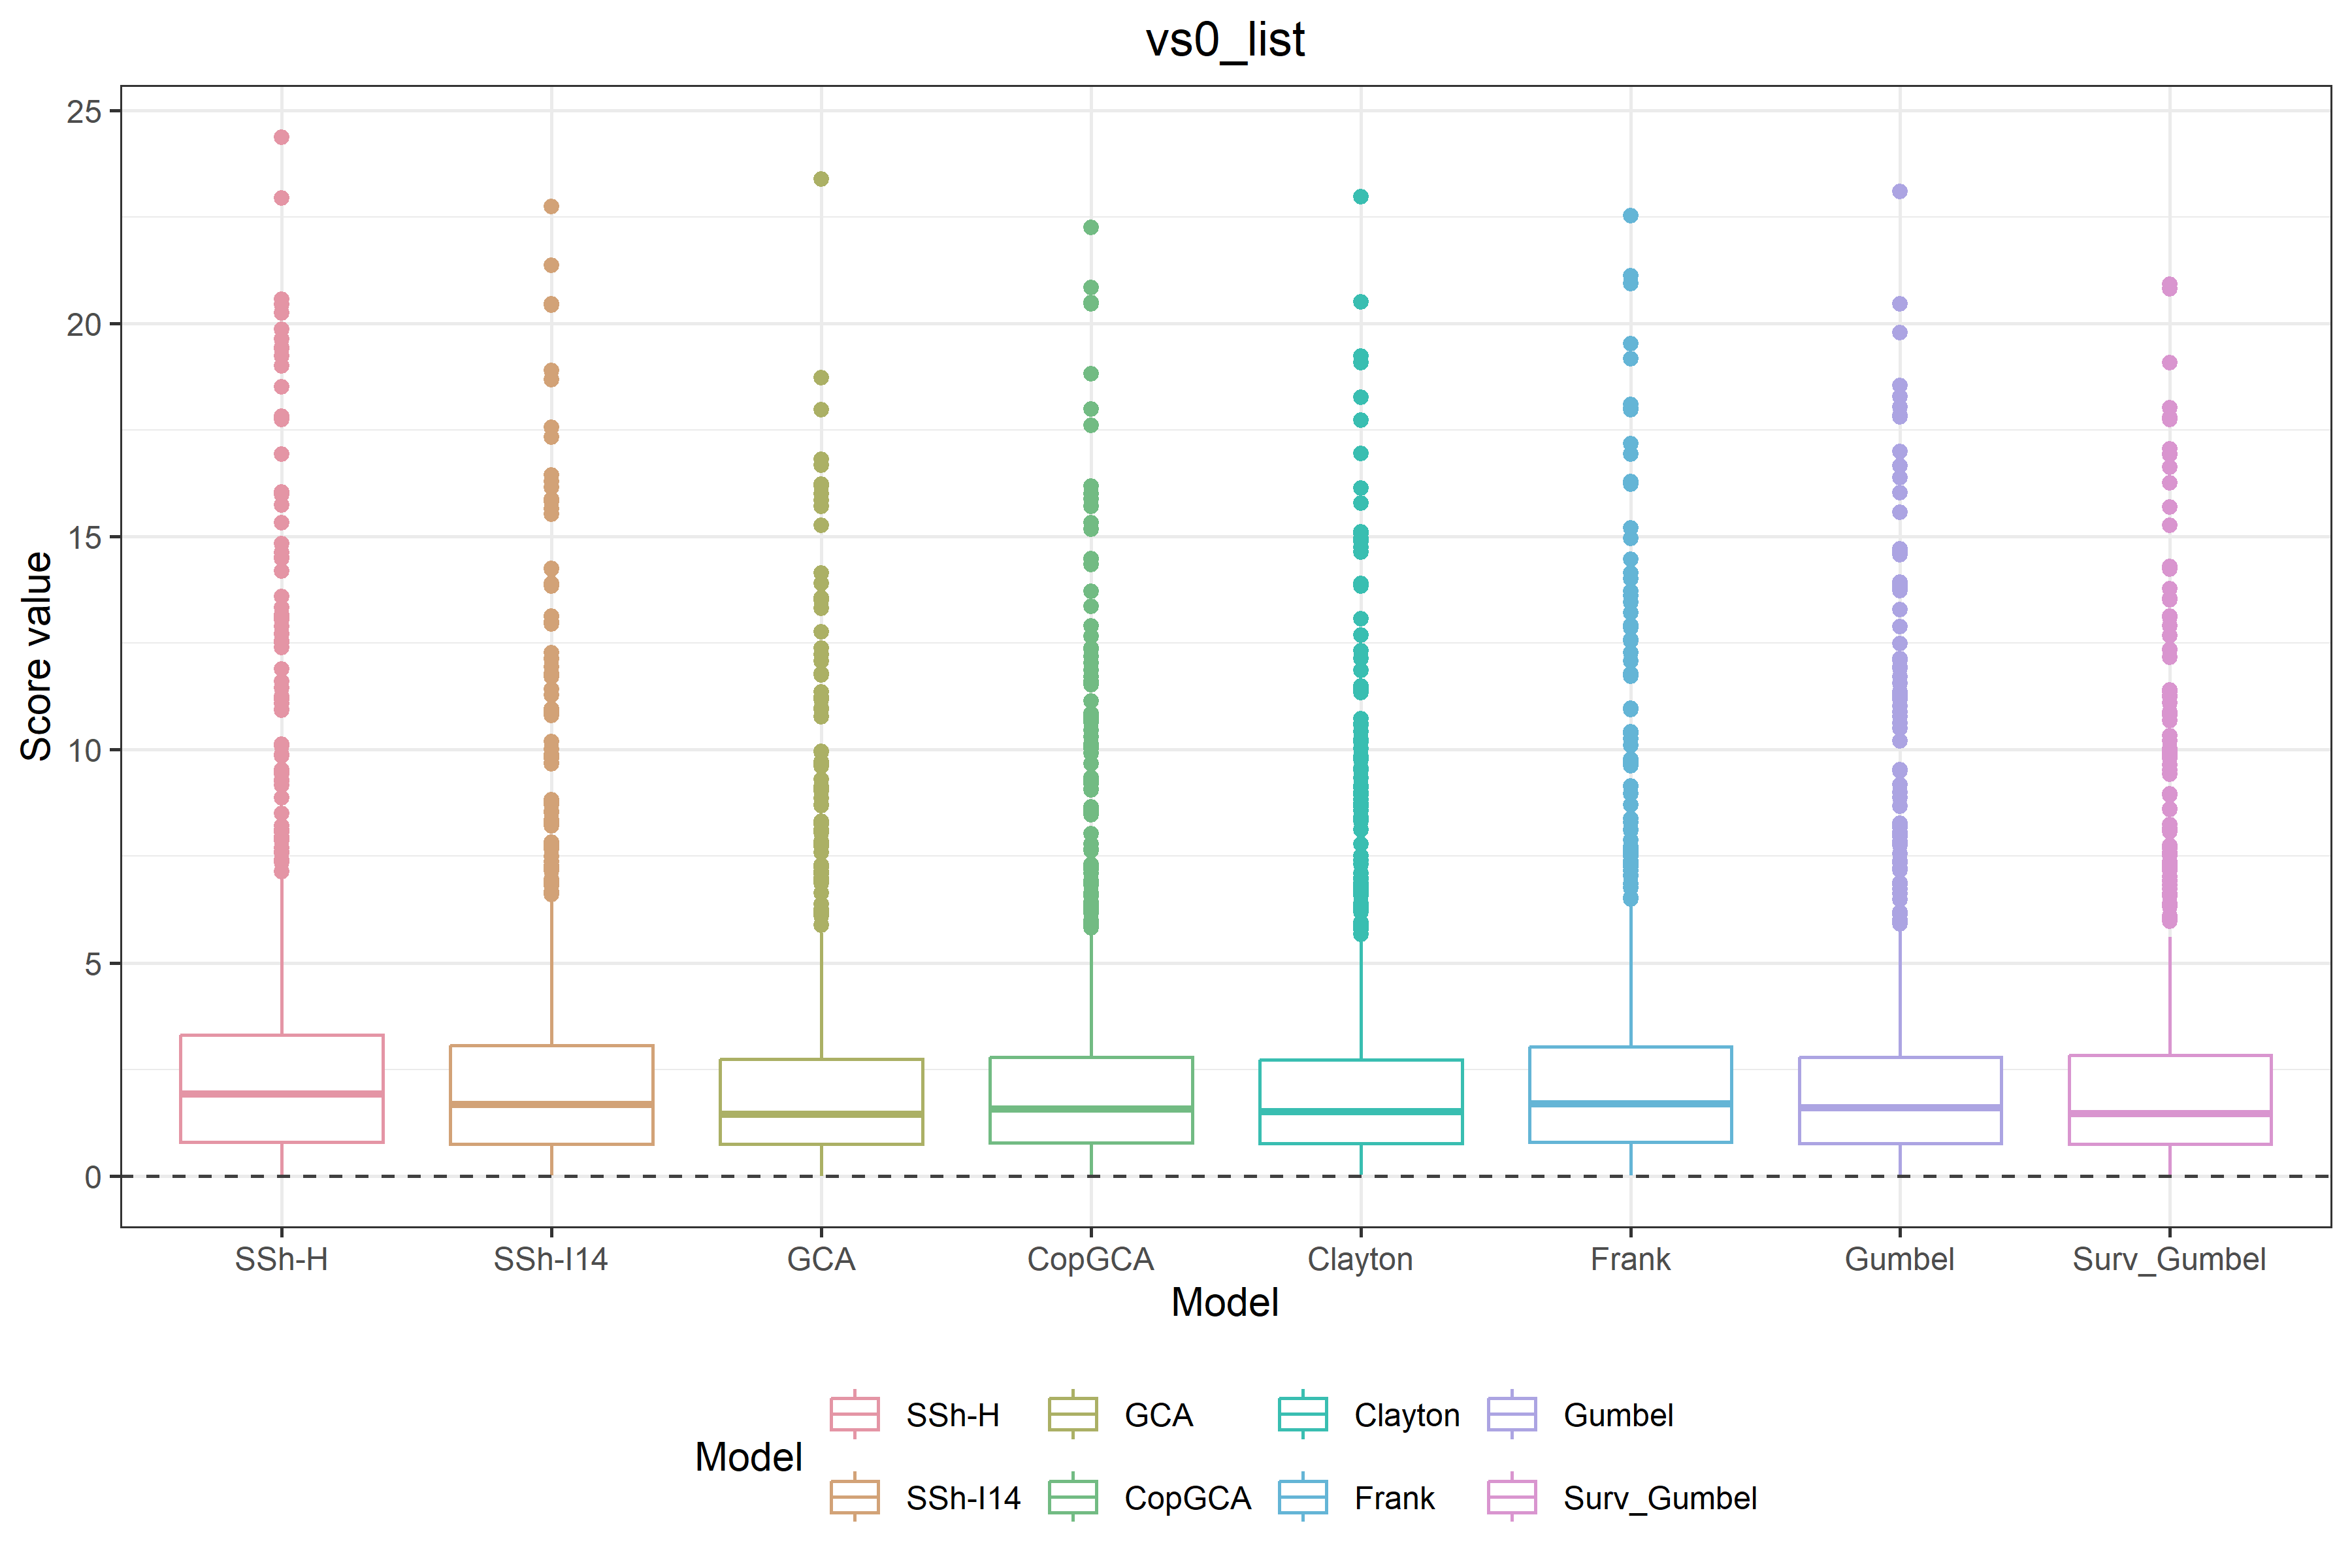 vs0_list
25
20
15
10
5
0
Score value
SSh-H SSh-I14 GCA CopGCA Clayton Frank Gumbel Surv_Gumbel
Model
Model
SSh-H GCA Clayton Gumbel
SSh-I14 CopGCA Frank Surv_Gumbel